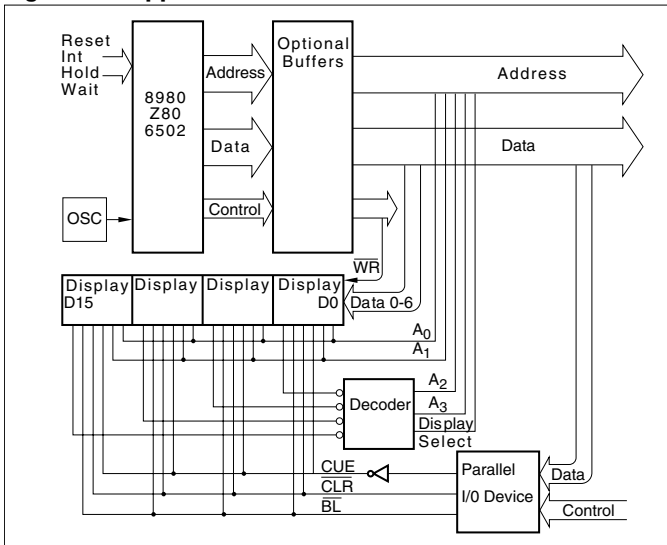 Reset
Int
Hold
Wait
8980
Z80
6502
OSC
Address
Data
Control
Optional
Buffers
Address
Data
WR
Display Display Display Display
D15 D0
Data 0-6
A0
A1
A2
A3
Decoder
Display
Select
CUE
CLR
BL
Parallel
I/0 Device
Data
Control